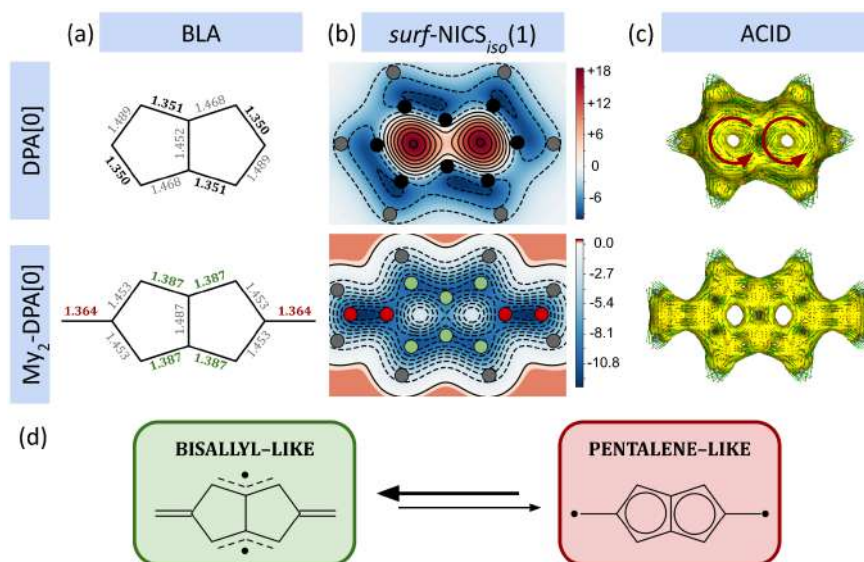 (a) BLA (b) surf-NICSiso(1) (c) ACID
DPA[0]
1.489 1.351 1.468 1.350
1.452
1.350 1.468 1.351 1.489
+18
+12
+6
0
-6
My2-DPA[0]
1.364 1.453 1.387 1.387 1.453 1.364
1.487
1.453 1.387 1.387 1.453
0.0
-2.7
-5.4
-8.1
-10.8
(d)
BISALLYL–LIKE
PENTALENE–LIKE